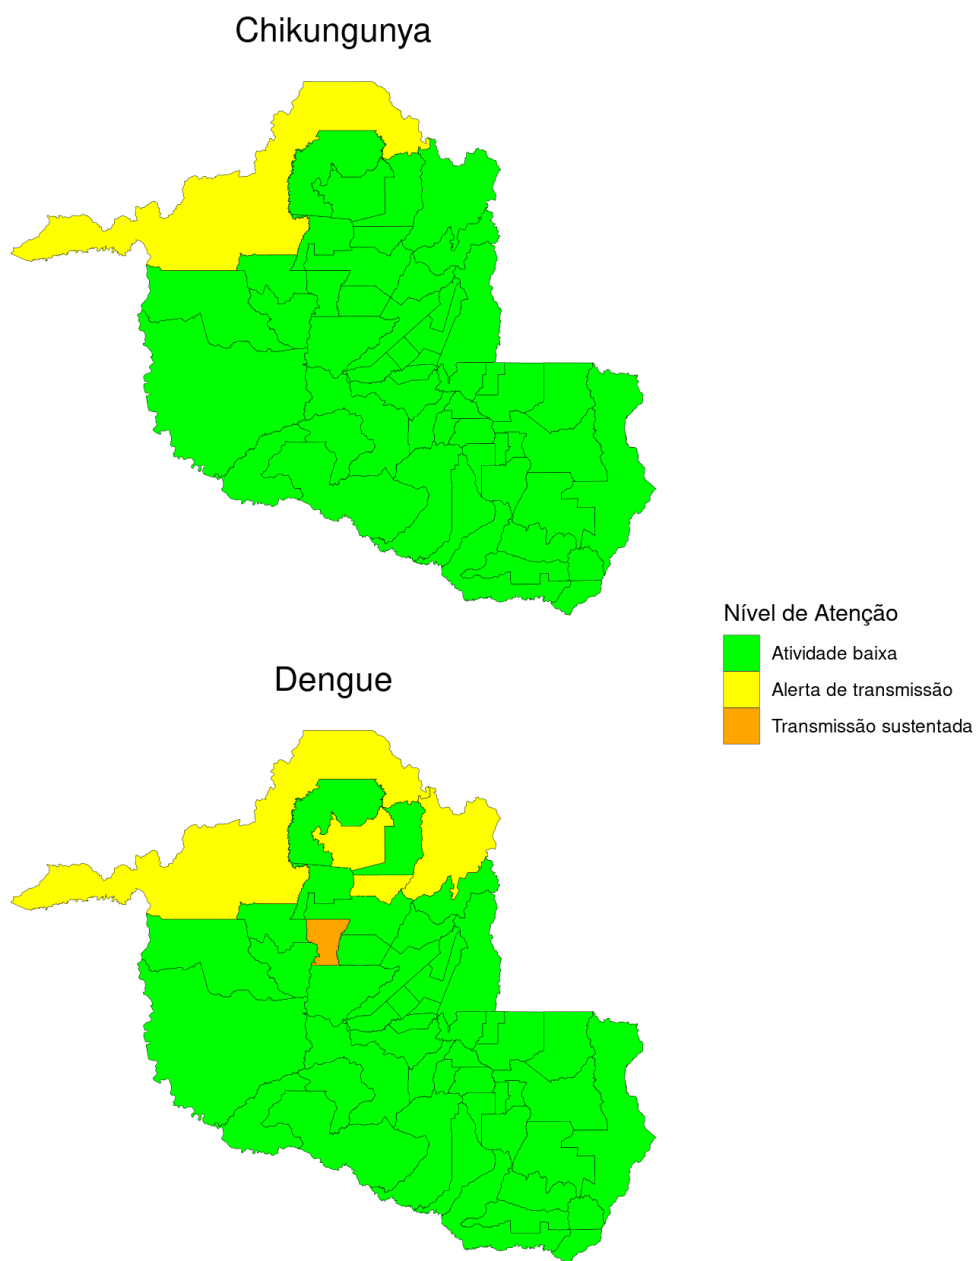 Chikungunya
Nível de Atenção
Atividade baixa
Alerta de transmissão
Transmissão sustentada
Dengue